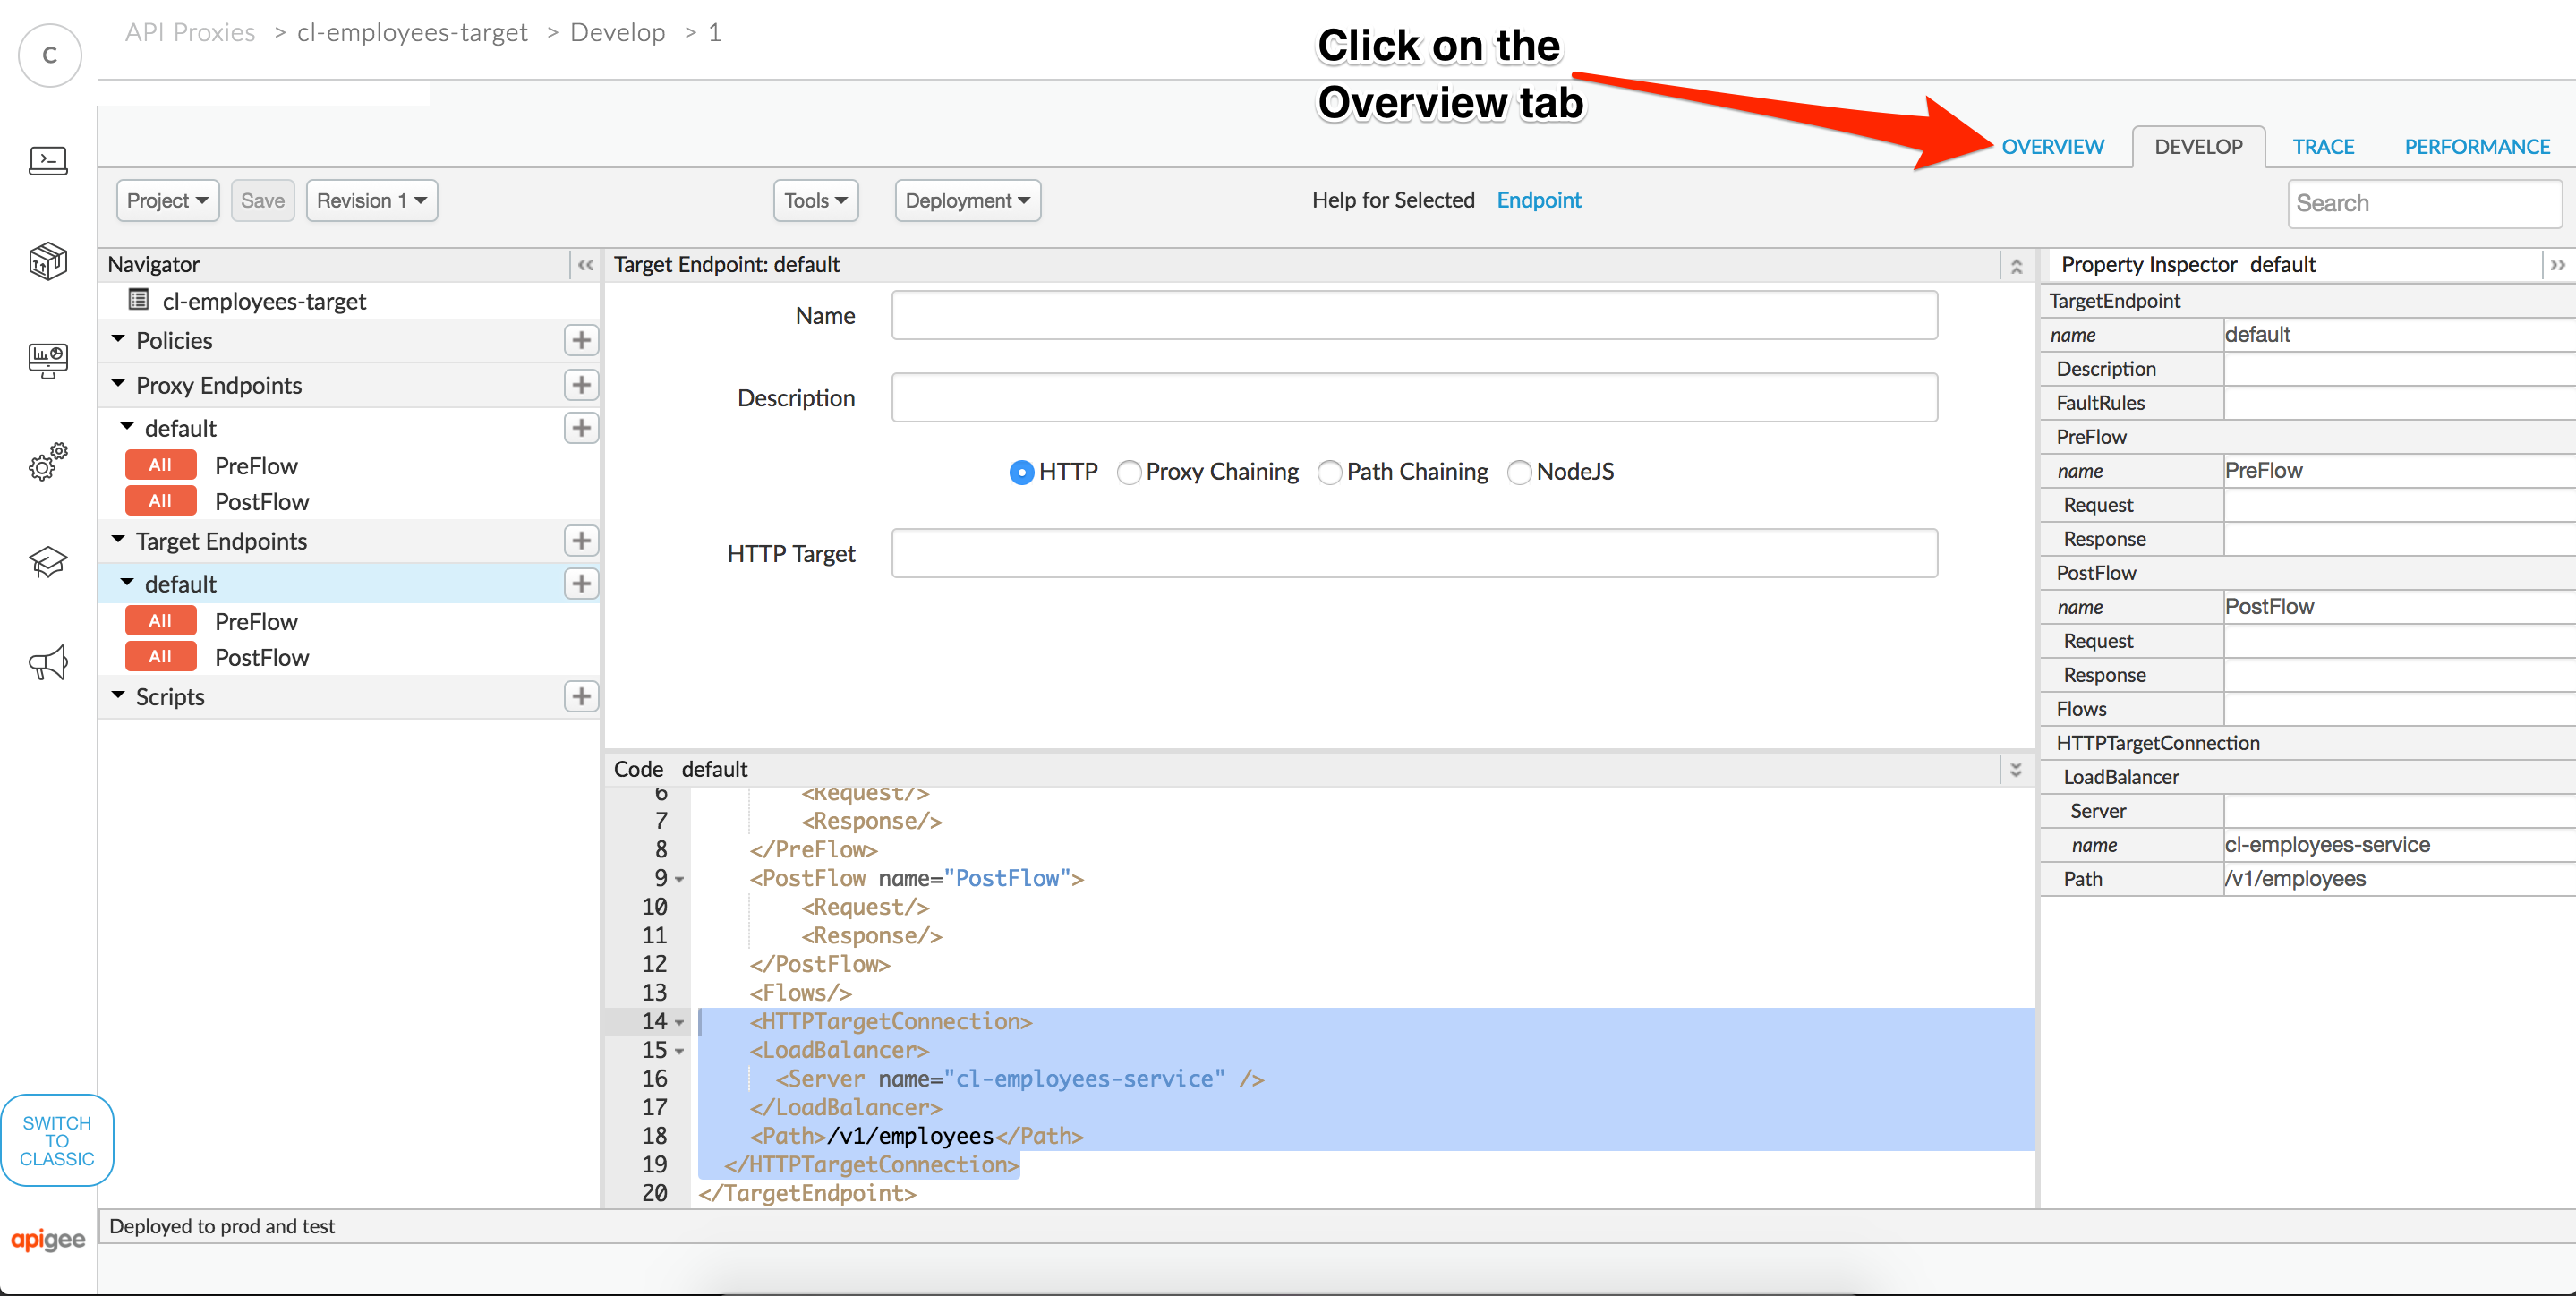 C
API Proxies > cl-employees-target > Develop > 1
Click on the
Overview tab
OVERVIEW DEVELOP TRACE PERFORMANCE
Project Save Revision 1 Tools Deployment Help for Selected Endpoint Search
Navigator
cl-employees-target
Policies
Proxy Endpoints
default
All PreFlow
All PostFlow
Target Endpoints
default
All PreFlow
All PostFlow
Scripts
Target Endpoint: default
Name
Description
HTTP Proxy Chaining Path Chaining NodeJS
HTTP Target
Code default
6 <Request/>
7 <Response/>
8 </PreFlow>
9 <PostFlow name="PostFlow">
10 <Request/>
11 <Response/>
12 </PostFlow>
13 <Flows/>
14 <HTTPTargetConnection>
15 <LoadBalancer>
16 <Server name="cl-employees-service" />
17 </LoadBalancer>
18 <Path>/v1/employees</Path>
19 </HTTPTargetConnection>
20 </TargetEndpoint>
Property Inspector default
TargetEndpoint
name default
Description
FaultRules
PreFlow
name PreFlow
Request
Response
PostFlow
name PostFlow
Request
Response
Flows
HTTPTargetConnection
LoadBalancer
Server
name cl-employees-service
Path /v1/employees
SWITCH
TO
CLASSIC
apigee
Deployed to prod and test